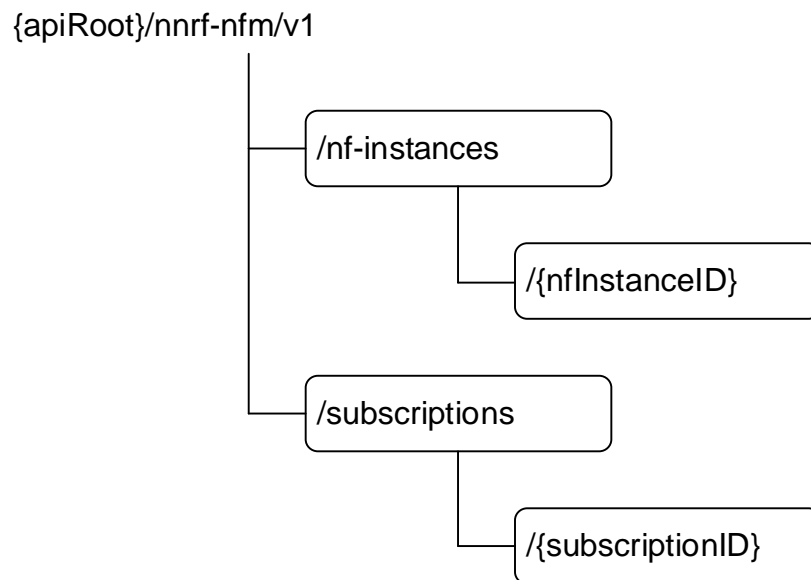 {apiRoot}/nnrf-nfm/v1
/nf-instances
/{nfInstanceID}
/subscriptions
/{subscriptionID}